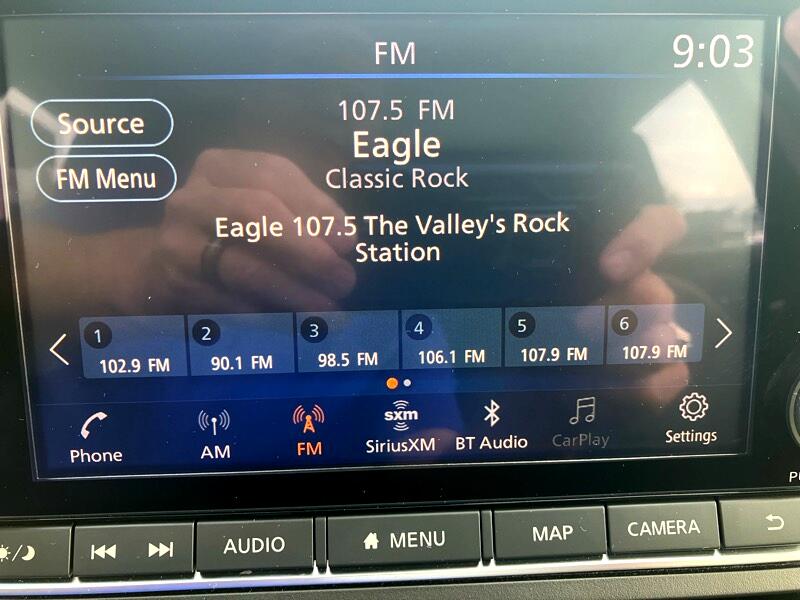 FM
9:03
Source
107.5 FM
Eagle
FM Menu
Classic Rock
Eagle 107.5 The Valley's Rock
Station
1
2
3
4
5
6
102.9 FM
90.1 FM
98.5 FM
106.1 FM
107.9 FM
107.9 FM
sxm
Phone
AM
FM
SiriusXM
BT Audio
CarPlay
Settings
AUDIO
MENU
MAP
CAMERA